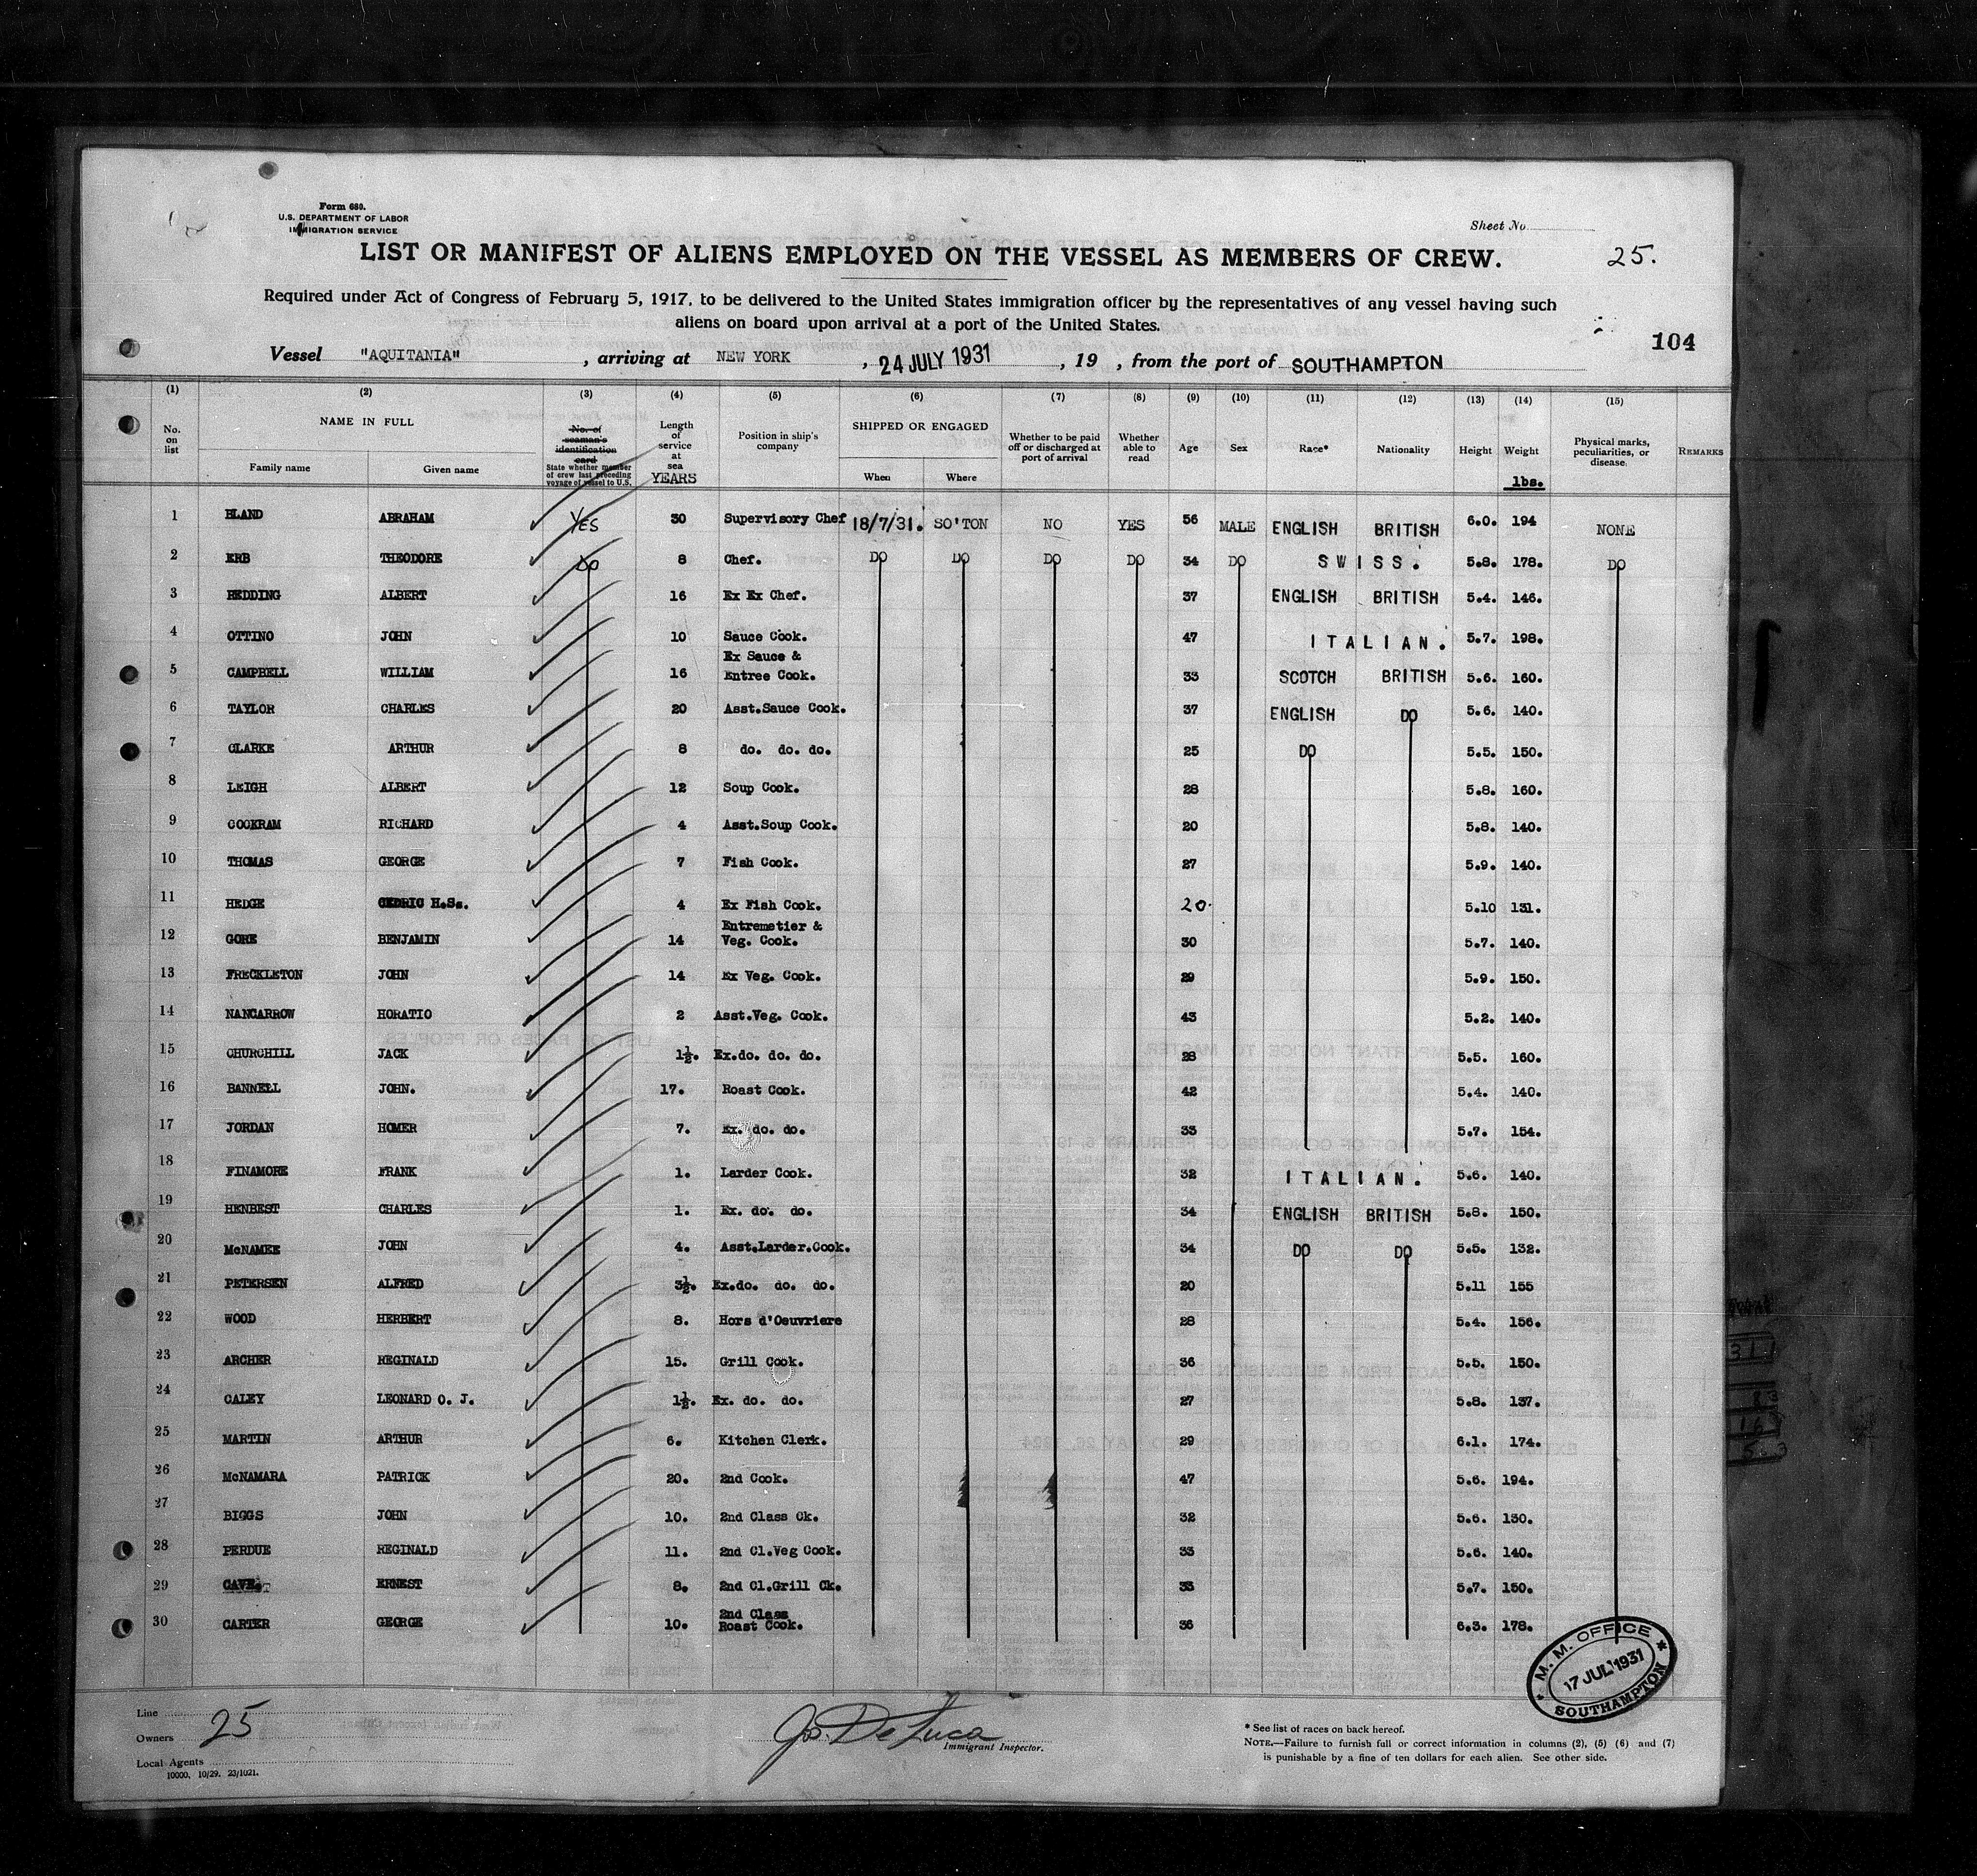 Form 680.
U.S. DEPARTMENT OF LABOR
IMMIGRATION SERVICE
Sheet No.
LIST OR MANIFEST OF ALIENS EMPLOYED ON THE VESSEL AS MEMBERS OF CREW.
25.
Required under Act of Congress of February 5, 1917, to be delivered to the United States immigration officer by the representatives of any vessel having such
aliens on board upon arrival at a port of the United States.
104
Vessel "AQUITANIA" , arriving at NEW YORK , 24 JULY 1931 , 19 , from the port of SOUTHAMPTON
(1) (2) (3) (4) (5) (6) (7) (8) (9) (10) (11) (12) (13) (14) (15)
No. on list NAME IN FULL Family name Given name No. of seaman's identification card State whether member of crew last preceding voyage of vessel to U.S. Length of service at sea YEARS Position in ship's company SHIPPED OR ENGAGED When Where Whether to be paid off or discharged at port of arrival Whether able to read Age Sex Race* Nationality Height Weight lbs. Physical marks, peculiarities, or disease. REMARKS
1 BLAND ABRAHAM YES 30 Supervisory Chef 18/7/31. SO'TON NO YES 56 MALE ENGLISH BRITISH 6.0. 194 NONE
2 ERB THEODORE DO 8 Chef. DO DO DO DO 34 DO SWISS. 5.8. 178. DO
3 REDDING ALBERT 16 Ex Ex Chef. 37 ENGLISH BRITISH 5.4. 146.
4 OTTINO JOHN 10 Sauce Cook. 47 ITALIAN. 5.7. 198.
5 CAMPBELL WILLIAM 16 Ex Sauce & Entree Cook. 33 SCOTCH BRITISH 5.6. 160.
6 TAYLOR CHARLES 20 Asst.Sauce Cook. 37 ENGLISH DO 5.6. 140.
7 CLARKE ARTHUR 8 do. do. do. 25 DO 5.5. 150.
8 LEIGH ALBERT 12 Soup Cook. 28 5.8. 160.
9 COCKRAM RICHARD 4 Asst.Soup Cook. 20 5.8. 140.
10 THOMAS GEORGE 7 Fish Cook. 27 5.9. 140.
11 HEDGE CEDRIC H.Ss. 4 Ex Fish Cook. 20. 5.10 131.
12 GORE BENJAMIN 14 Entremetier & Veg. Cook. 30 5.7. 140.
13 FRECKLETON JOHN 14 Ex Veg. Cook. 29 5.9. 150.
14 NANCARROW HORATIO 2 Asst.Veg. Cook. 43 5.2. 140.
15 CHURCHILL JACK 1½. Ex.do. do. do. 28 5.5. 160.
16 BANNELL JOHN. 17. Roast Cook. 42 5.4. 140.
17 JORDAN HOMER 7. Ex. do. do. 33 5.7. 154.
18 FINAMORE FRANK 1. Larder Cook. 32 ITALIAN. 5.6. 140.
19 HENBEST CHARLES 1. Ex. do. do. 34 ENGLISH BRITISH 5.8. 150.
20 McNAMEE JOHN 4. Asst.Larder.Cook. 34 DO DO 5.5. 132.
21 PETERSEN ALFRED 3½. Ex.do. do. do. 20 5.11 155
22 WOOD HERBERT 8. Hors d'Oeuvriere 28 5.4. 156.
23 ARCHER REGINALD 15. Grill Cook. 36 5.5. 150.
24 CALEY LEONARD O. J. 1½. Ex. do. do. 27 5.8. 137.
25 MARTIN ARTHUR 6. Kitchen Clerk. 29 6.1. 174.
26 McNAMARA PATRICK 20. 2nd Cook. 47 5.6. 194.
27 BIGGS JOHN 10. 2nd Class Ck. 32 5.6. 130.
28 PERDUE REGINALD 11. 2nd Cl.Veg Cook. 33 5.6. 140.
29 CAVE. ERNEST 8. 2nd Cl.Grill Ck. 33 5.7. 150.
30 CARTER GEORGE 10. 2nd Class Roast Cook. 36 6.3. 178.
M. M. OFFICE
17 JUL 1931
SOUTHAMPTON
Line
Owners 25
Local Agents
10000. 10/29. 23/1021.
Jos. De Luca
Immigrant Inspector.
* See list of races on back hereof.
NOTE.—Failure to furnish full or correct information in columns (2), (5) (6) and (7)
is punishable by a fine of ten dollars for each alien. See other side.